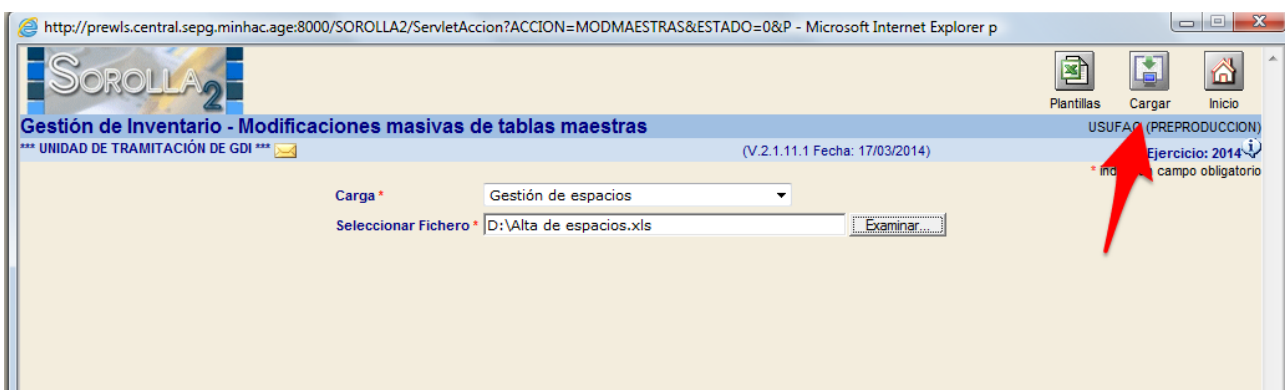 http://prewls.central.sepg.minhac.age:8000/SOROLLA2/ServletAccion?ACCION=MODMAESTRAS&ESTADO=0&P - Microsoft Internet Explorer p
SOROLLA2
Plantillas Cargar Inicio
Gestión de Inventario - Modificaciones masivas de tablas maestras
(PREPRODUCCION)
*** UNIDAD DE TRAMITACIÓN DE GDI *** (V.2.1.11.1 Fecha: 17/03/2014) Ejercicio: 2014
* campo obligatorio
Carga * Gestión de espacios
Seleccionar Fichero * D:\Alta de espacios.xls Examinar...